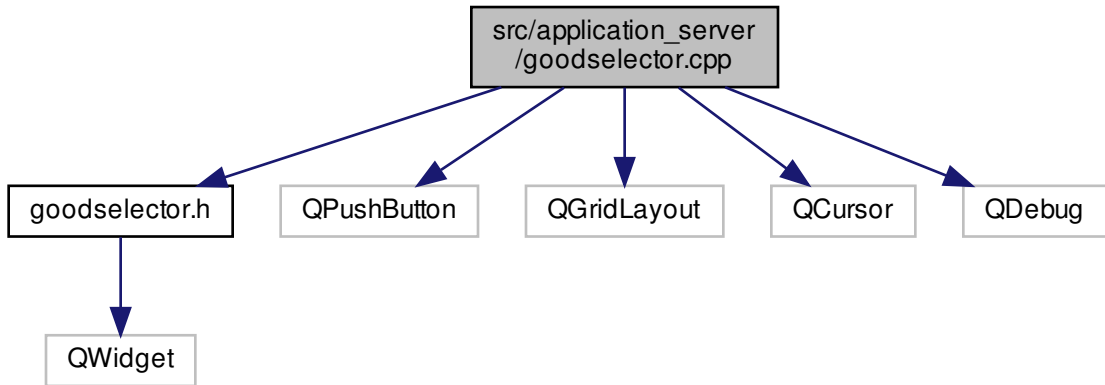 src/application_server
/goodselector.cpp
goodselector.h
QPushButton
QGridLayout
QCursor
QDebug
QWidget